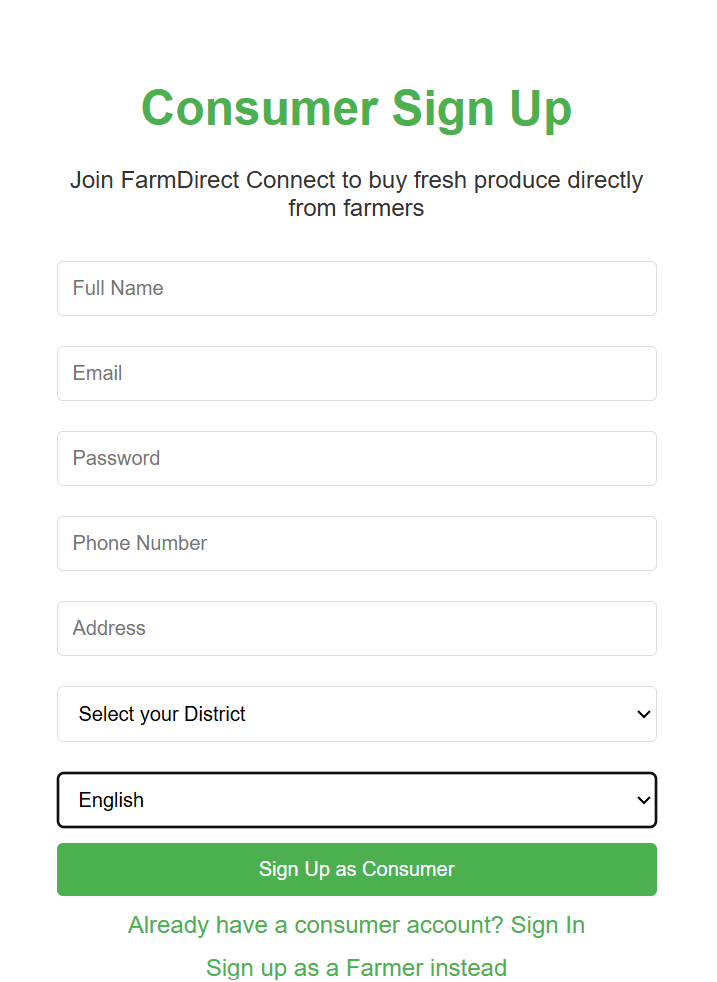 Consumer Sign Up
Join FarmDirect Connect to buy fresh produce directly
from farmers
Full Name
Email
Password
Phone Number
Address
Select your District
English
Sign Up as Consumer
Already have a consumer account? Sign In
Sign up as a Farmer instead